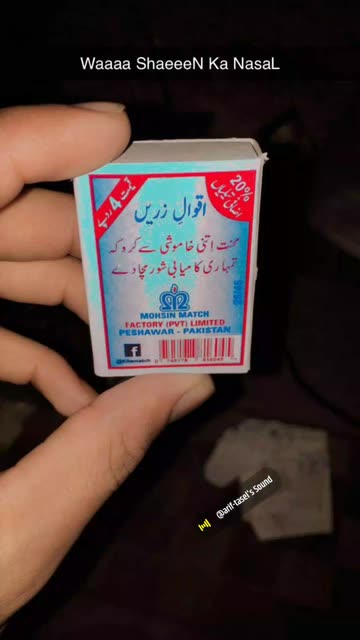 Waaaa ShaeeeN Ka NasaL
قیمت 4 روپے
20%
اضافی تیلیاں
اقوالِ زریں
محنت اتنی خاموشی سے کرو کہ
تمہاری کامیابی شور مچا دے
MOHSIN MATCH
FACTORY (PVT) LIMITED
PESHAWAR - PAKISTAN
@arif-tasel's Sound